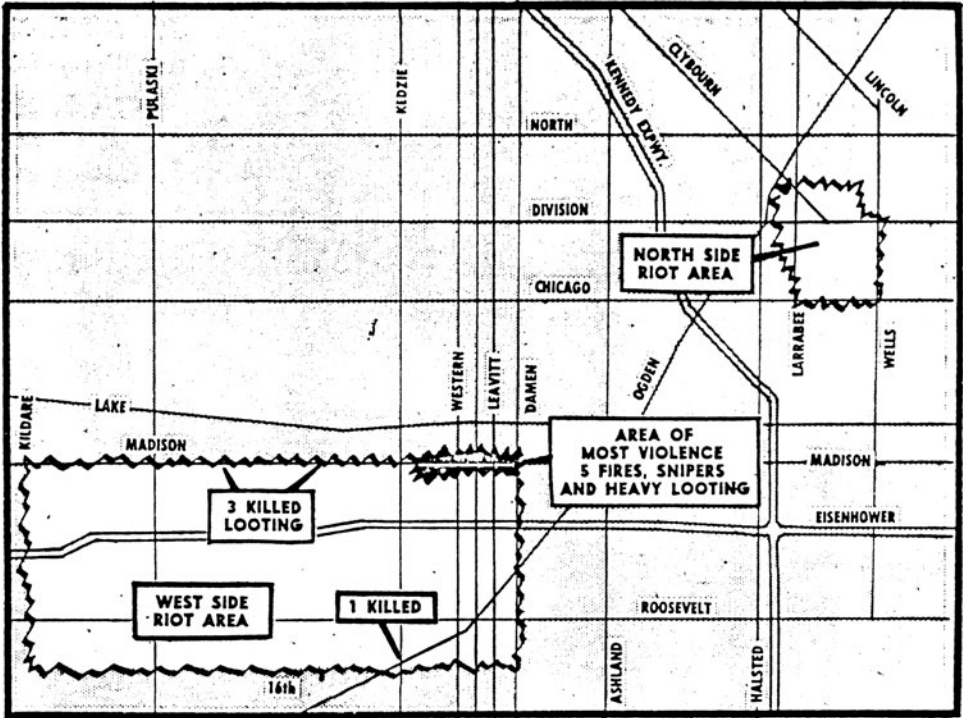 PULASKI
KEDZIE
KENNEDY EXPWY.
CLYBOURN
LINCOLN
NORTH
DIVISION
NORTH SIDE
RIOT AREA
CHICAGO
LARRABEE
WELLS
KILDARE
LAKE
WESTERN
LEAVITT
DAMEN
OGDEN
MADISON
AREA OF
MOST VIOLENCE
5 FIRES, SNIPERS
AND HEAVY LOOTING
MADISON
3 KILLED
LOOTING
EISENHOWER
WEST SIDE
RIOT AREA
1 KILLED
ROOSEVELT
16th
ASHLAND
HALSTED